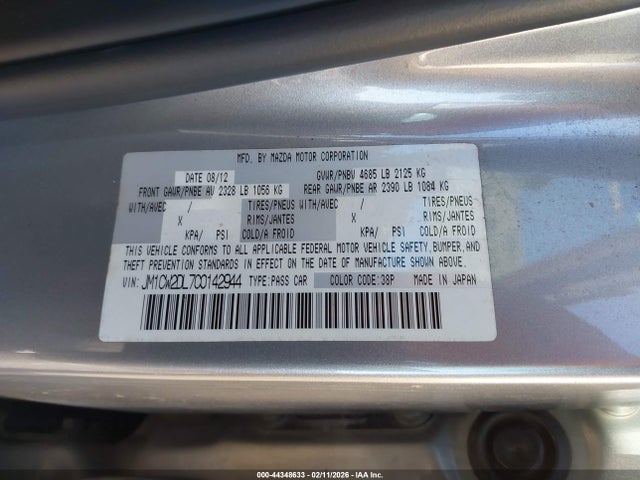 MFD. BY MAZDA MOTOR CORPORATION
DATE 08/12 GVWR/PNBV 4685 LB 2125 KG
FRONT GAWR/PNBE AV 2328 LB 1056 KG REAR GAWR/PNBE AR 2390 LB 1084 KG
WITH/AVEC / TIRES/PNEUS WITH/AVEC / TIRES/PNEUS
X RIMS/JANTES X RIMS/JANTES
KPA/ PSI COLD/A FROID KPA/ PSI COLD/A FROID
THIS VEHICLE CONFORMS TO ALL APPLICABLE FEDERAL MOTOR VEHICLE SAFETY, BUMPER, AND
THEFT PREVENTION STANDARDS IN EFFECT ON THE DATE OF MANUFACTURE SHOWN ABOVE.
VIN: JM1CW2DL7C0142944 TYPE:PASS CAR COLOR CODE:38P MADE IN JAPAN
000-44348633 - 02/11/2026 - IAA Inc.